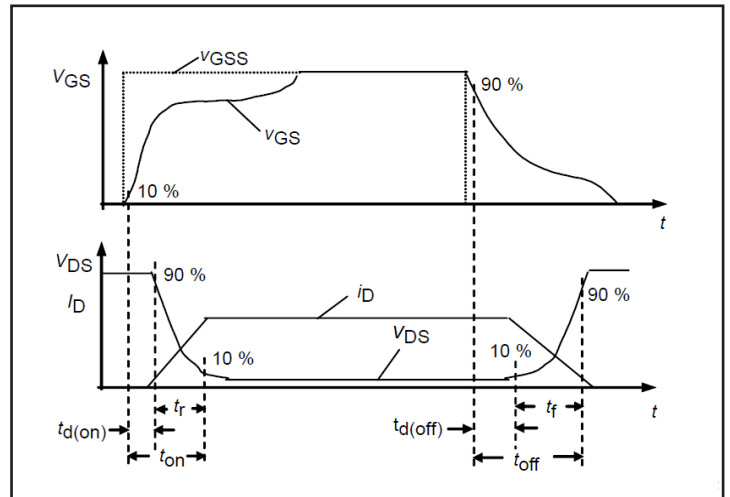 VGSS
VGS
90 %
vGS
10 %
t
VDS
90 %
iD
ID
90 %
VDS
10 %
10 %
tr
tf
t
td(on)
td(off)
ton
toff